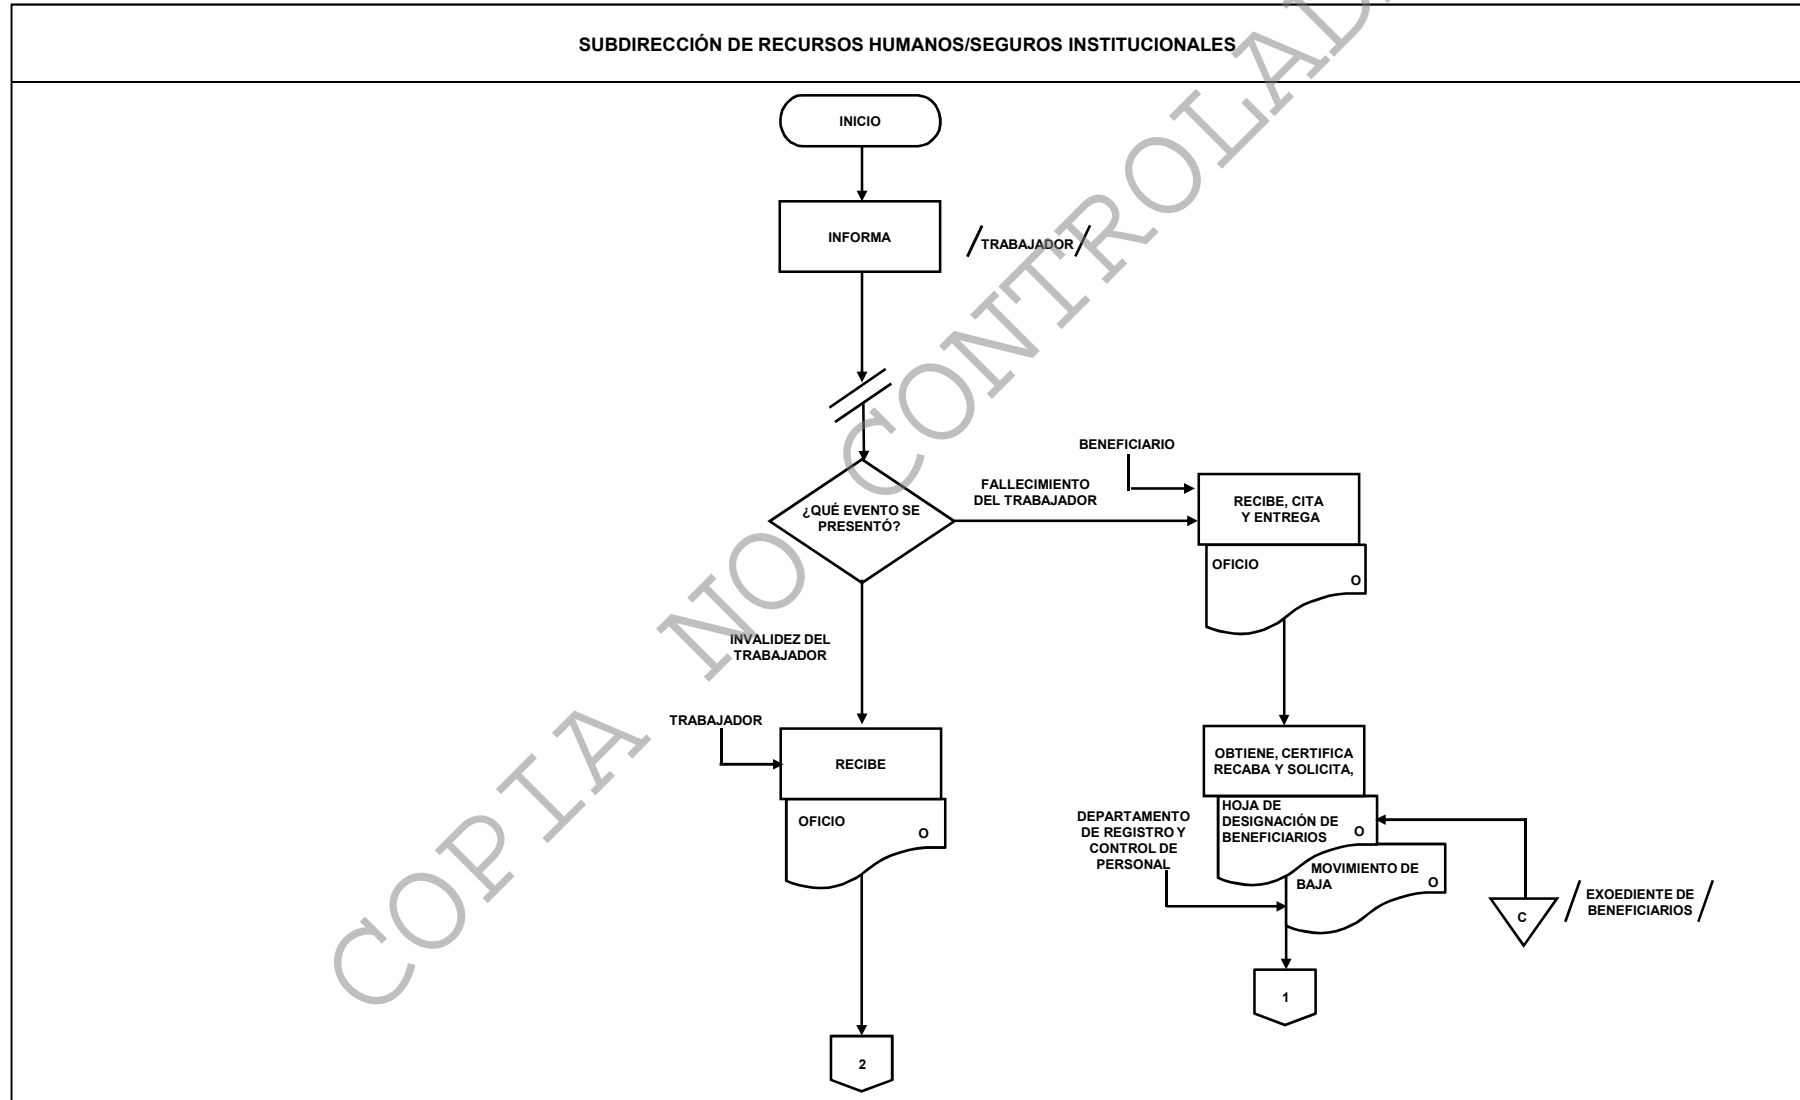 SUBDIRECCIÓN DE RECURSOS HUMANOS/SEGUROS INSTITUCIONALES
INICIO
INFORMA
TRABAJADOR
¿QUÉ EVENTO SE
PRESENTÓ?
FALLECIMIENTO
DEL TRABAJADOR
BENEFICIARIO
RECIBE, CITA
Y ENTREGA
OFICIO
O
INVALIDEZ DEL
TRABAJADOR
TRABAJADOR
RECIBE
OFICIO
O
2
OBTIENE, CERTIFICA
RECABA Y SOLICITA,
HOJA DE
DESIGNACIÓN DE
BENEFICIARIOS
O
MOVIMIENTO DE
BAJA
O
DEPARTAMENTO
DE REGISTRO Y
CONTROL DE
PERSONAL
C
EXOEDIENTE DE
BENEFICIARIOS
1
COPIA NO CONTROLAD